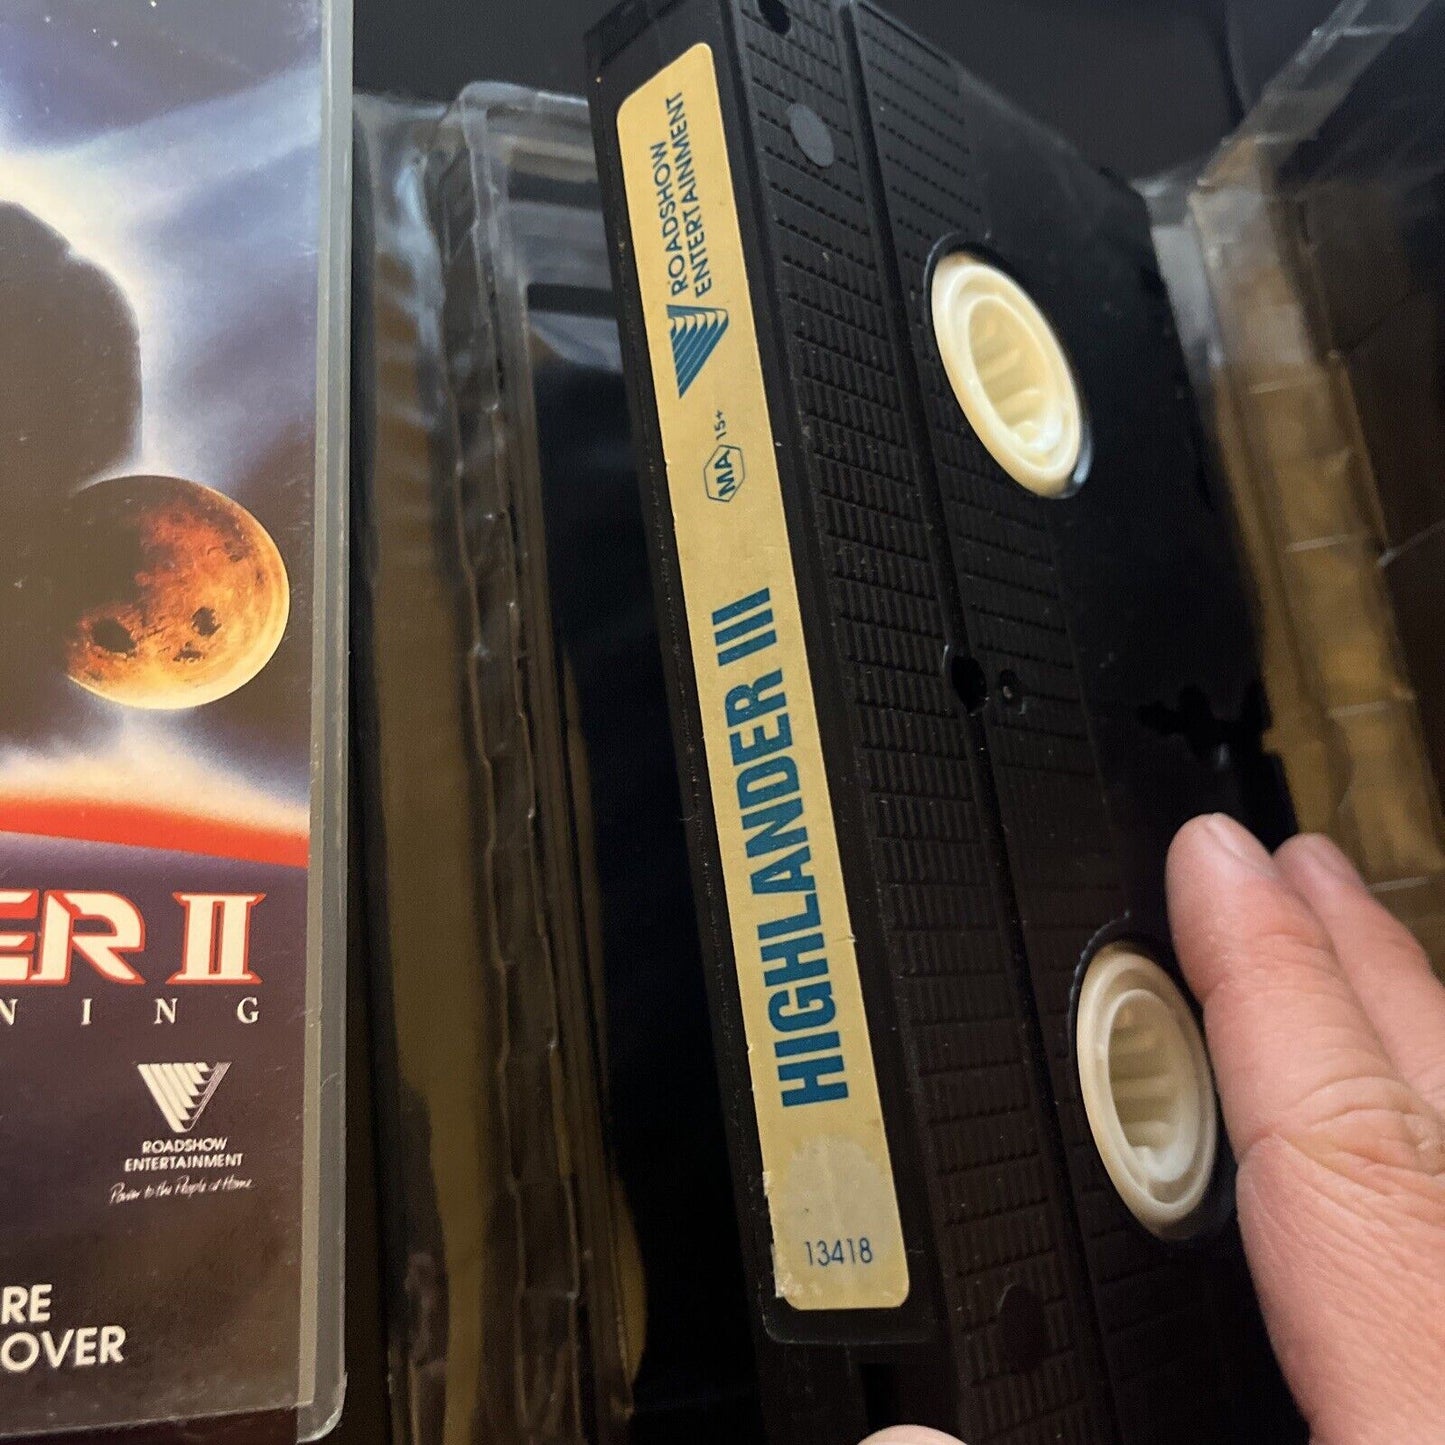 ER II
NING
ROADSHOW
ENTERTAINMENT
Power to the People at Home
RE
OVER
ROADSHOW
ENTERTAINMENT
MA 15+
HIGHLANDER III
13418